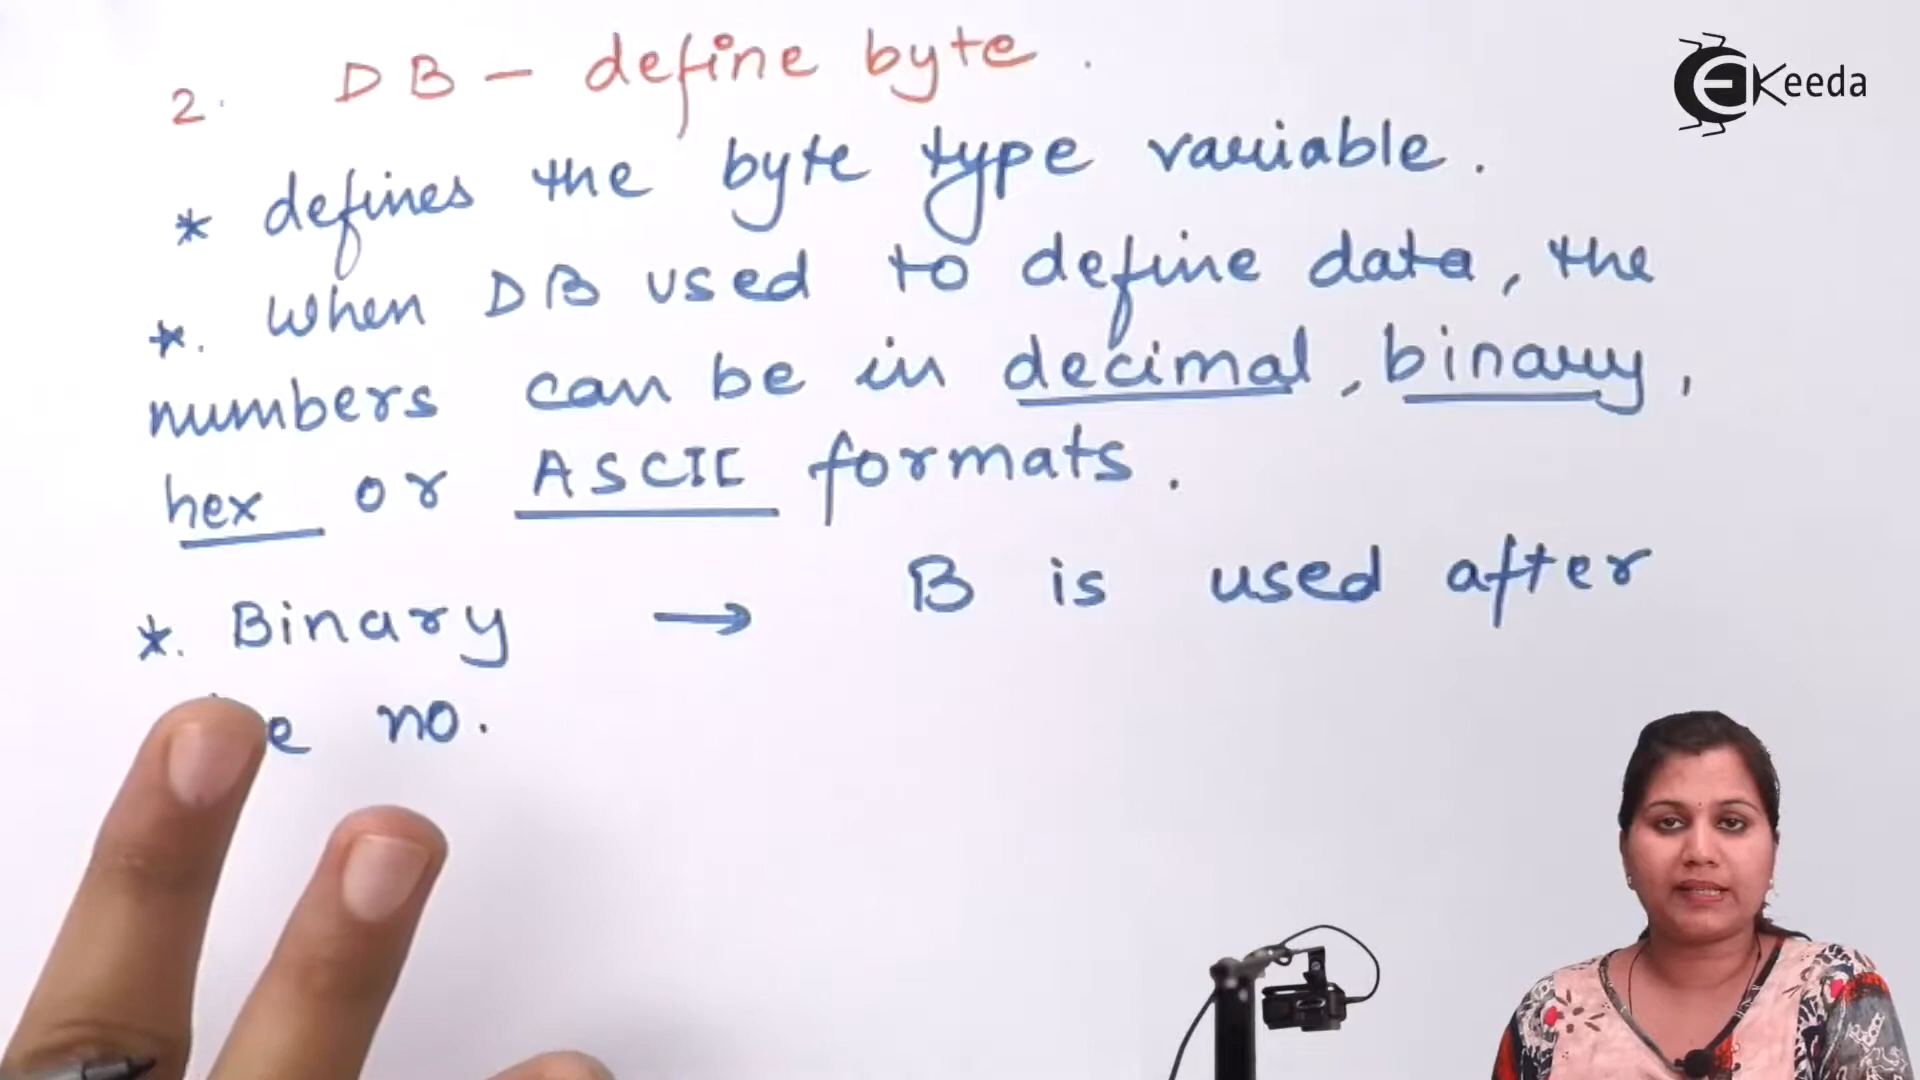 2. DB - define byte.
* defines the byte type variable.
*. When DB used to define data, the
numbers can be in decimal, binary,
hex or ASCII formats.
*. Binary → B is used after
no.
EKeeda